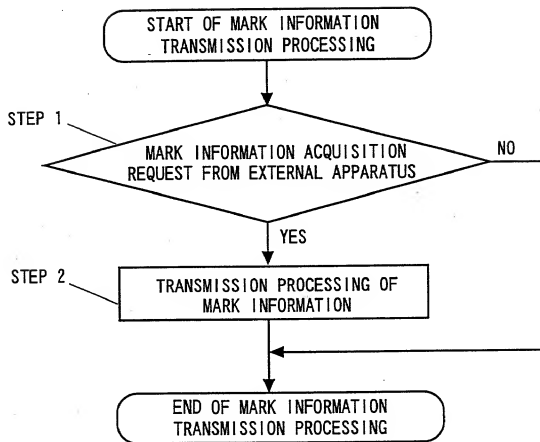 START OF MARK INFORMATION
TRANSMISSION PROCESSING
STEP 1
MARK INFORMATION ACQUISITION
REQUEST FROM EXTERNAL APPARATUS
NO
YES
STEP 2
TRANSMISSION PROCESSING OF
MARK INFORMATION
END OF MARK INFORMATION
TRANSMISSION PROCESSING